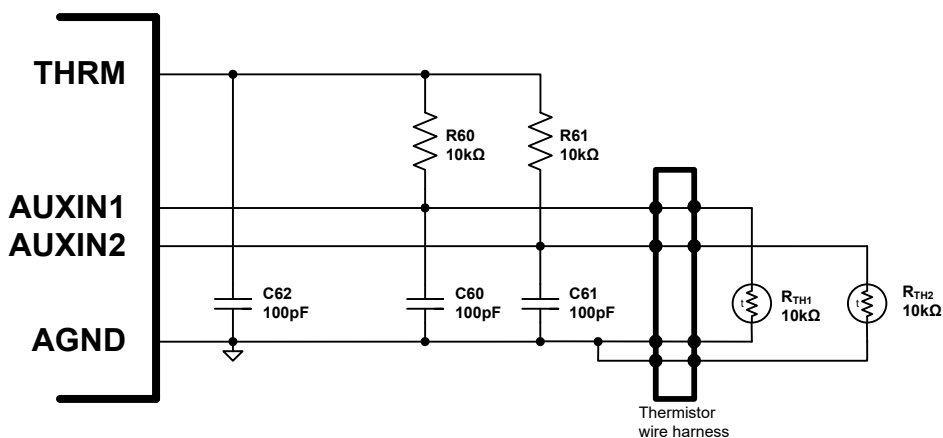 THRM
R60
10kΩ
R61
10kΩ
AUXIN1
AUXIN2
C62
100pF
C60
100pF
C61
100pF
t
RTH1
10kΩ
t
RTH2
10kΩ
AGND
Thermistor
wire harness